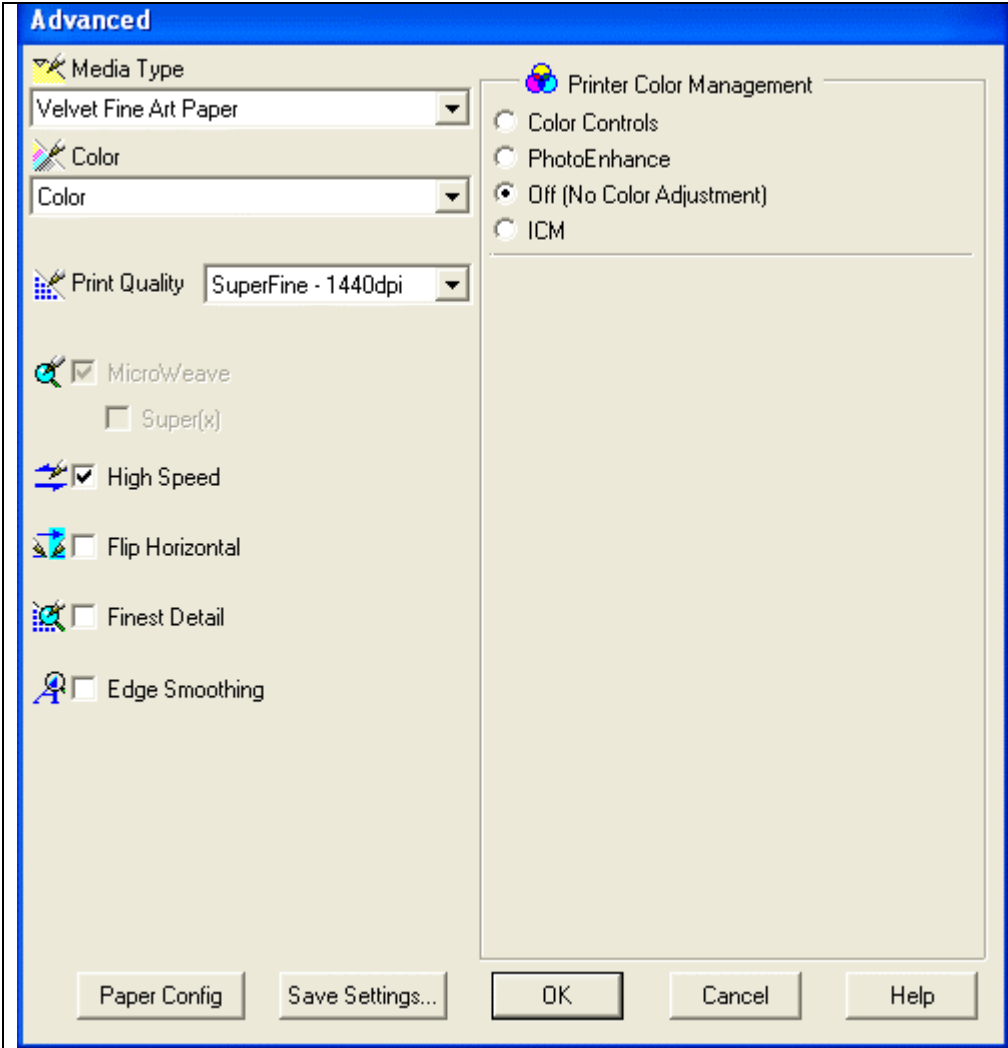 Advanced
Media Type
Velvet Fine Art Paper
Color
Color
Print Quality
SuperFine - 1440dpi
MicroWeave
Super(x)
High Speed
Flip Horizontal
Finest Detail
Edge Smoothing
Printer Color Management
Color Controls
PhotoEnhance
Off (No Color Adjustment)
ICM
Paper Config
Save Settings...
OK
Cancel
Help